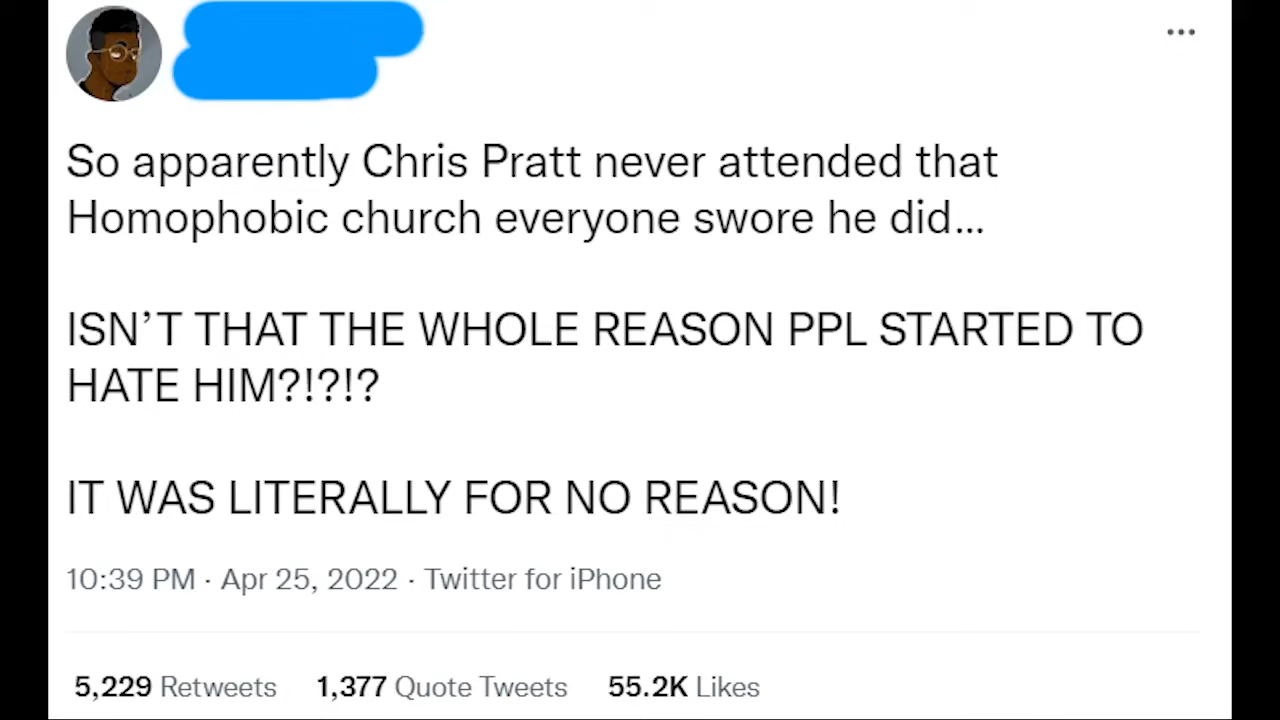 So apparently Chris Pratt never attended that
Homophobic church everyone swore he did...
ISN’T THAT THE WHOLE REASON PPL STARTED TO
HATE HIM?!?!?
IT WAS LITERALLY FOR NO REASON!
10:39 PM · Apr 25, 2022 · Twitter for iPhone
5,229 Retweets 1,377 Quote Tweets 55.2K Likes